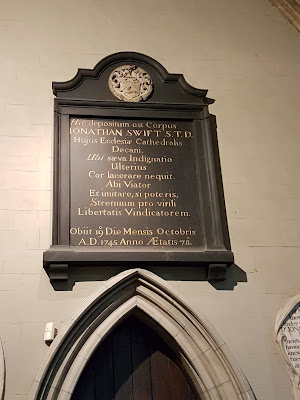 Hic depositum est Corpus
IONATHAN SWIFT S.T.D.
Hujus Ecclesiæ Cathedralis
Decani,
Ubi sæva Indignatio
Ulterius
Cor lacerare nequit.
Abi Viator
Et imitare, si poteris,
Strenuum pro virili
Libertatis Vindicatorem.
Obiit 19 Die Mensis Octobris
A.D. 1745 Anno Ætatis 78.